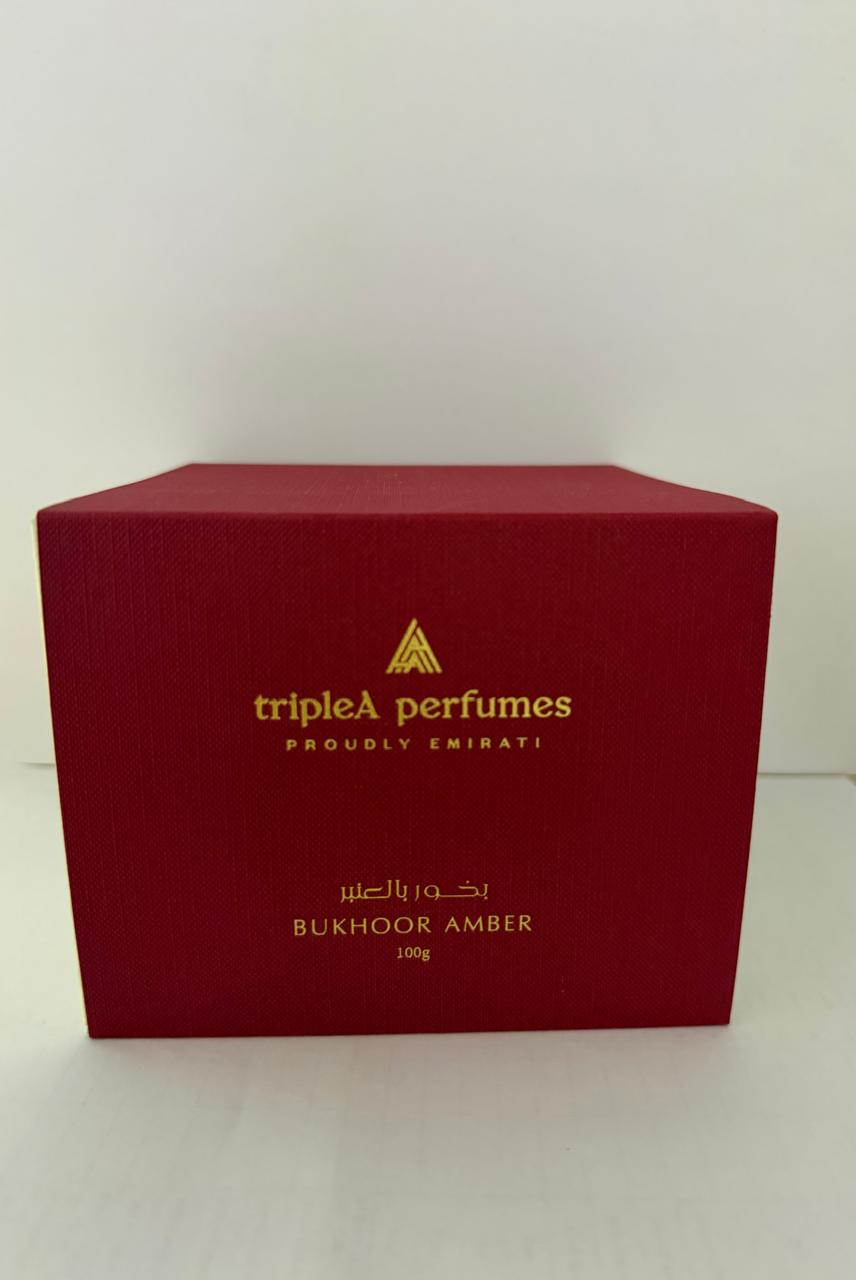 tripleA perfumes
PROUDLY EMIRATI
بخور بالعنبر
BUKHOOR AMBER
100g